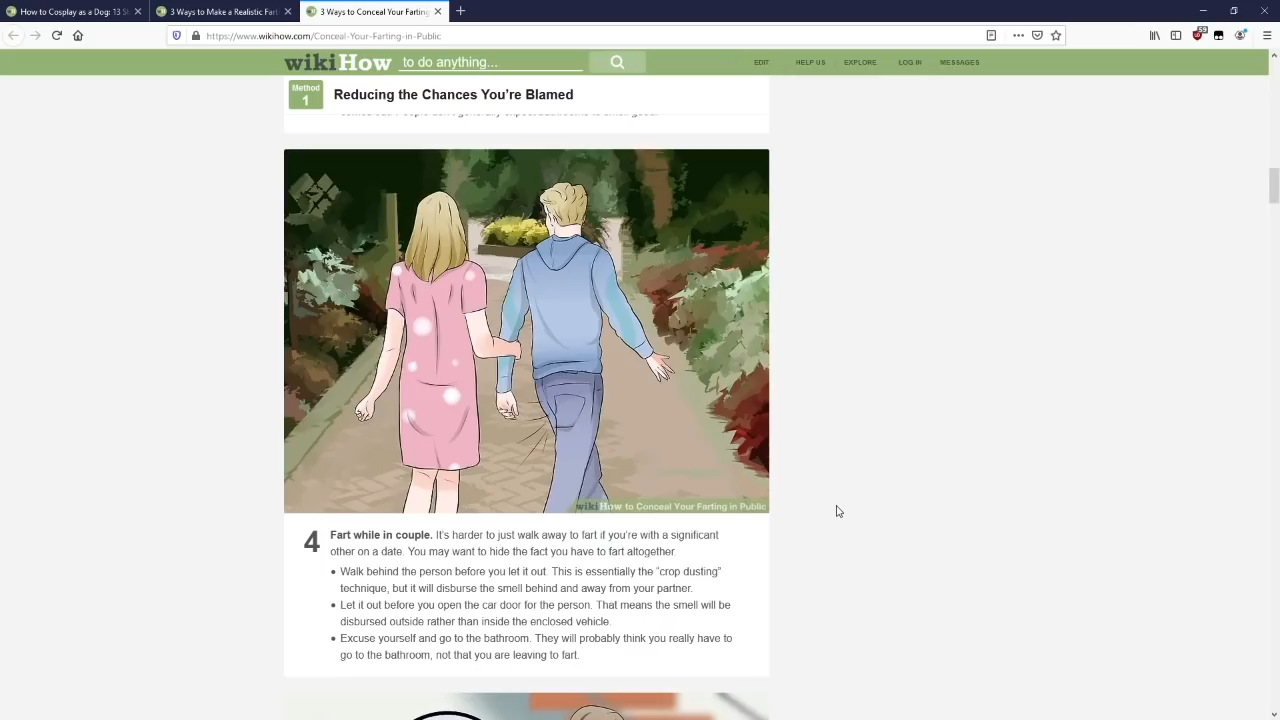 How to Cosplay as a Dog: 13 St
3 Ways to Make a Realistic Fart
3 Ways to Conceal Your Farting
https://www.wikihow.com/Conceal-Your-Farting-in-Public
wikiHow to do anything...
EDIT HELP US EXPLORE LOG IN MESSAGES
Method
1
Reducing the Chances You're Blamed
wikiHow to Conceal Your Farting in Public
4 Fart while in couple. It's harder to just walk away to fart if you're with a significant
other on a date. You may want to hide the fact you have to fart altogether.
Walk behind the person before you let it out. This is essentially the "crop dusting"
technique, but it will disburse the smell behind and away from your partner.
Let it out before you open the car door for the person. That means the smell will be
disbursed outside rather than inside the enclosed vehicle.
Excuse yourself and go to the bathroom. They will probably think you really have to
go to the bathroom, not that you are leaving to fart.